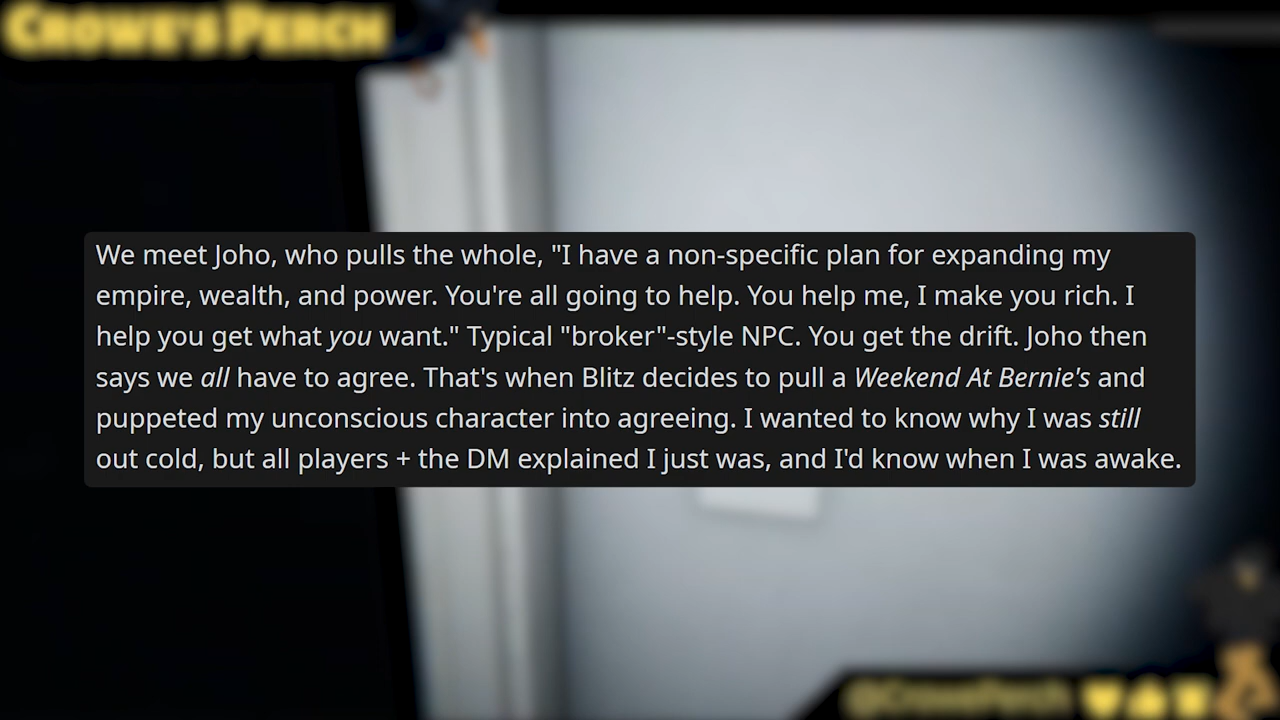 CROWE'S PERCH
We meet Joho, who pulls the whole, "I have a non-specific plan for expanding my
empire, wealth, and power. You're all going to help. You help me, I make you rich. I
help you get what you want." Typical "broker"-style NPC. You get the drift. Joho then
says we all have to agree. That's when Blitz decides to pull a Weekend At Bernie's and
puppeted my unconscious character into agreeing. I wanted to know why I was still
out cold, but all players + the DM explained I just was, and I'd know when I was awake.